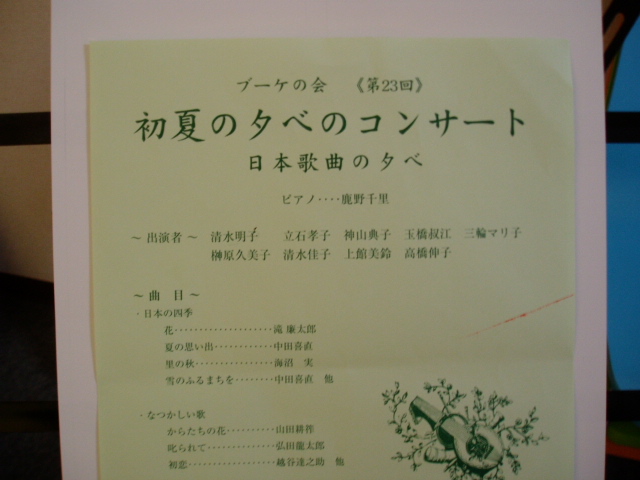 ブーケの会 《第23回》
初夏の夕べのコンサート
日本歌曲の夕べ
ピアノ‥‥鹿野千里
～ 出演者 ～ 清水明子 立石孝子 神山典子 玉橋叔江 三輪マリ子
榊原久美子 清水佳子 上館美鈴 高橋伸子
～ 曲 目 ～
・日本の四季
花‥‥‥‥‥‥‥‥‥‥滝 廉太郎
夏の思い出‥‥‥‥‥中田喜直
里の秋‥‥‥‥‥‥‥海沼 実
雪のふるまちを‥‥‥中田喜直 他
・なつかしい歌
からたちの花‥‥‥‥山田耕筰
叱られて‥‥‥‥‥‥弘田龍太郎
初恋‥‥‥‥‥‥‥‥越谷達之助 他